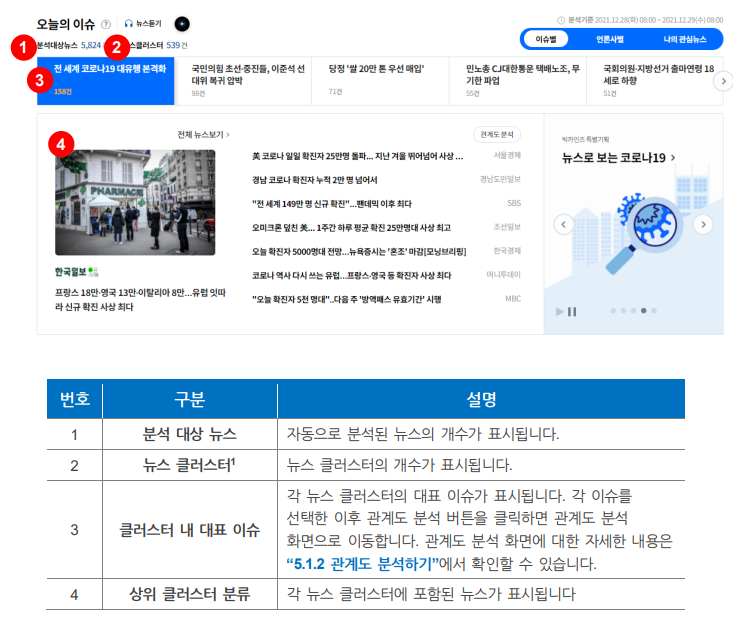 오늘의 이슈 ? 뉴스듣기
분석기준 2021.12.28(화) 08:00 ~ 2021.12.29(수) 08:00
1 분석대상뉴스 5,824 2 스클러스터 539 건
이슈별 언론사별 나의 관심뉴스
3
전 세계 코로나19 대유행 본격화
158건
국민의힘 초선·중진들, 이준석 선
대위 복귀 압박
98건
당정 '쌀 20만 톤 우선 매입'
71건
민노총 CJ대한통운 택배노조, 무
기한 파업
55건
국회의원·지방선거 출마연령 18
세로 하향
51건
4
전체 뉴스보기 >
관계도 분석
PHARMACIE
한국일보
프랑스 18만·영국 13만·이탈리아 8만...유럽 잇따
라 신규 확진 사상 최다
美 코로나 일일 확진자 25만명 돌파... 지난 겨울 뛰어넘어 사상 ... 서울경제
경남 코로나 확진자 누적 2만 명 넘어서 경남도민일보
"전 세계 149만 명 신규 확진"...팬데믹 이후 최다 SBS
오미크론 덮친 美... 1주간 하루 평균 확진 25만명대 사상 최고 조선일보
오늘 확진자 5000명대 전망...뉴욕증시는 '혼조' 마감[모닝브리핑] 한국경제
코로나 역사 다시 쓰는 유럽...프랑스·영국 등 확진자 사상 최다 머니투데이
"오늘 확진자 5천 명대"..다음 주 '방역패스 유효기간' 시행 MBC
빅카인즈 특별기획
뉴스로 보는 코로나19 >
번호 구분 설명
1 분석 대상 뉴스 자동으로 분석된 뉴스의 개수가 표시됩니다.
2 뉴스 클러스터1 뉴스 클러스터의 개수가 표시됩니다.
3 클러스터 내 대표 이슈
각 뉴스 클러스터의 대표 이슈가 표시됩니다. 각 이슈를
선택한 이후 관계도 분석 버튼을 클릭하면 관계도 분석
화면으로 이동합니다. 관계도 분석 화면에 대한 자세한 내용은
“5.1.2 관계도 분석하기”에서 확인할 수 있습니다.
4 상위 클러스터 분류 각 뉴스 클러스터에 포함된 뉴스가 표시됩니다